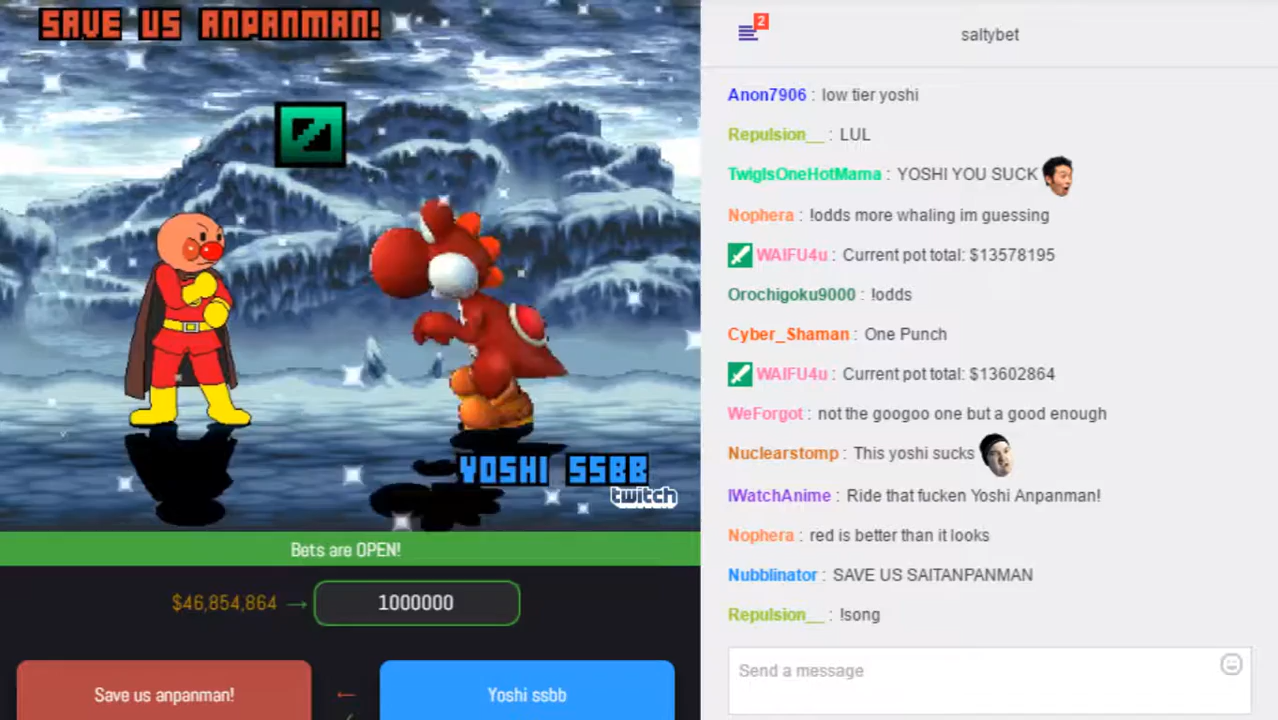 SAVE US ANPANMAN!
YOSHI SSBB
twitch
Bets are OPEN!
$46,854,864 → 1000000
Save us anpanman! ← Yoshi ssbb
2
saltybet
Anon7906 : low tier yoshi
Repulsion__ : LUL
TwigIsOneHotMama : YOSHI YOU SUCK
Nophera : !odds more whaling im guessing
WAIFU4u : Current pot total: $13578195
Orochigoku9000 : !odds
Cyber_Shaman : One Punch
WAIFU4u : Current pot total: $13602864
WeForgot : not the googoo one but a good enough
Nuclearstomp : This yoshi sucks
IWatchAnime : Ride that fucken Yoshi Anpanman!
Nophera : red is better than it looks
Nubblinator : SAVE US SAITANPANMAN
Repulsion__ : !song
Send a message